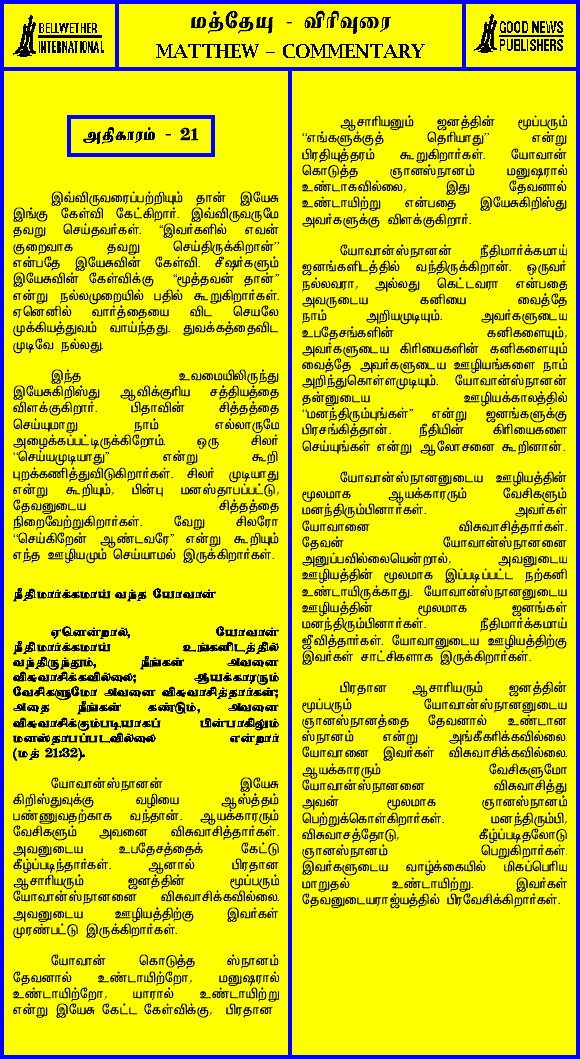 BELLWETHER
INTERNATIONAL
மத்தேயு - விரிவுரை
MATTHEW – COMMENTARY
GOOD NEWS
PUBLISHERS
அதிகாரம் - 21
இவ்விருவரைப்பற்றியும் தான் இயேசு
இங்கு கேள்வி கேட்கிறார். இவ்விருவருமே
தவறு செய்தவர்கள். “இவர்களில் எவன்
குறைவாக தவறு செய்திருக்கிறான்”
என்பதே இயேசுவின் கேள்வி. சீஷர்களும்
இயேசுவின் கேள்விக்கு “மூத்தவன் தான்”
என்று நல்லமுறையில் பதில் கூறுகிறார்கள்.
ஏனெனில் வார்த்தையை விட செயலே
முக்கியத்துவம் வாய்ந்தது. துவக்கத்தைவிட
முடிவே நல்லது.
இந்த உவமையிலிருந்து
இயேசுகிறிஸ்து ஆவிக்குரிய சத்தியத்தை
விளக்குகிறார். பிதாவின் சித்தத்தை
செய்யுமாறு நாம் எல்லாருமே
அழைக்கப்பட்டிருக்கிறோம். ஒரு சிலர்
“செய்யமுடியாது” என்று கூறி
புறக்கணித்துவிடுகிறார்கள். சிலர் முடியாது
என்று கூறியும், பின்பு மனஸ்தாபப்பட்டு,
தேவனுடைய சித்தத்தை
நிறைவேற்றுகிறார்கள். வேறு சிலரோ
“செய்கிறேன் ஆண்டவரே” என்று கூறியும்
எந்த ஊழியமும் செய்யாமல் இருக்கிறார்கள்.
நீதிமார்க்கமாய் வந்த யோவான்
ஏனென்றால், யோவான்
நீதிமார்க்கமாய் உங்களிடத்தில்
வந்திருந்தும், நீங்கள் அவனை
விசுவாசிக்கவில்லை; ஆயக்காரரும்
வேசிகளுமோ அவனை விசுவாசித்தார்கள்;
அதை நீங்கள் கண்டும், அவனை
விசுவாசிக்கும்படியாகப் பின்பாகிலும்
மனஸ்தாபப்படவில்லை என்றார்
(மத் 21:32).
யோவான்ஸ்நானன் இயேசு
கிறிஸ்துவுக்கு வழியை ஆஸ்த்தம்
பண்ணுவதற்காக வந்தான். ஆயக்காரரும்
வேசிகளும் அவனை விசுவாசித்தார்கள்.
அவனுடைய உபதேசத்தைக் கேட்டு
கீழ்ப்படிந்தார்கள். ஆனால் பிரதான
ஆசாரியரும் ஜனத்தின் மூப்பரும்
யோவான்ஸ்நானனை விசுவாசிக்கவில்லை.
அவனுடைய ஊழியத்திற்கு இவர்கள்
முரண்பட்டு இருக்கிறார்கள்.
யோவான் கொடுத்த ஸ்நானம்
தேவனால் உண்டாயிற்றோ, மனுஷரால்
உண்டாயிற்றோ, யாரால் உண்டாயிற்று
என்று இயேசு கேட்ட கேள்விக்கு, பிரதான
ஆசாரியனும் ஜனத்தின் மூப்பரும்
“எங்களுக்குத் தெரியாது” என்று
பிரதியுத்தரம் கூறுகிறார்கள். யோவான்
கொடுத்த ஞானஸ்நானம் மனுஷரால்
உண்டாகவில்லை, இது தேவனால்
உண்டாயிற்று என்பதை இயேசுகிறிஸ்து
அவர்களுக்கு விளக்குகிறார்.
யோவான்ஸ்நானன் நீதிமார்க்கமாய்
ஜனங்களிடத்தில் வந்திருக்கிறான். ஒருவர்
நல்லவரா, அல்லது கெட்டவரா என்பதை
அவருடைய கனியை வைத்தே
நாம் அறியமுடியும். அவர்களுடைய
உபதேசங்களின் கனிகளையும்,
அவர்களுடைய கிரியைகளின் கனிகளையும்
வைத்தே அவர்களுடைய ஊழியங்களை நாம்
அறிந்துகொள்ளமுடியும். யோவான்ஸ்நானன்
தன்னுடைய ஊழியக்காலத்தில்
“மனந்திரும்புங்கள்” என்று ஜனங்களுக்கு
பிரசங்கித்தான். நீதியின் கிரியைகளை
செய்யுங்கள் என்று ஆலோசனை கூறினான்.
யோவான்ஸ்நானனுடைய ஊழியத்தின்
மூலமாக ஆயக்காரரும் வேசிகளும்
மனந்திரும்பினார்கள். அவர்கள்
யோவானை விசுவாசித்தார்கள்.
தேவன் யோவான்ஸ்நானனை
அனுப்பவில்லையென்றால், அவனுடைய
ஊழியத்தின் மூலமாக இப்படிப்பட்ட நற்கனி
உண்டாயிருக்காது. யோவான்ஸ்நானனுடைய
ஊழியத்தின் மூலமாக ஜனங்கள்
மனந்திரும்பினார்கள். நீதிமார்க்கமாய்
ஜீவித்தார்கள். யோவானுடைய ஊழியத்திற்கு
இவர்கள் சாட்சிகளாக இருக்கிறார்கள்.
பிரதான ஆசாரியரும் ஜனத்தின்
மூப்பரும் யோவான்ஸ்நானனுடைய
ஞானஸ்நானத்தை தேவனால் உண்டான
ஸ்நானம் என்று அங்கீகரிக்கவில்லை.
யோவானை இவர்கள் விசுவாசிக்கவில்லை.
ஆயக்காரரும் வேசிகளுமோ
யோவான்ஸ்நானனை விசுவாசித்து
அவன் மூலமாக ஞானஸ்நானம்
பெற்றுக்கொள்கிறார்கள். மனந்திரும்பி,
விசுவாசத்தோடு, கீழ்ப்படிதலோடு
ஞானஸ்நானம் பெறுகிறார்கள்.
இவர்களுடைய வாழ்க்கையில் மிகப்பெரிய
மாறுதல் உண்டாயிற்று. இவர்கள்
தேவனுடையராஜ்யத்தில் பிரவேசிக்கிறார்கள்.